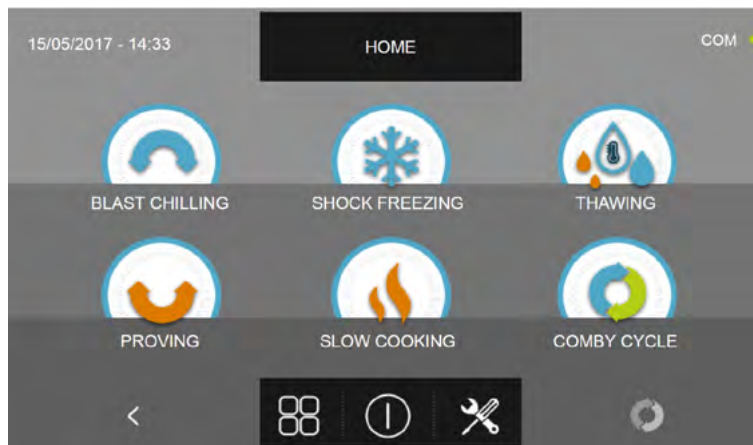 15/05/2017 - 14:33
HOME
COM
BLAST CHILLING
SHOCK FREEZING
THAWING
PROVING
SLOW COOKING
COMBY CYCLE